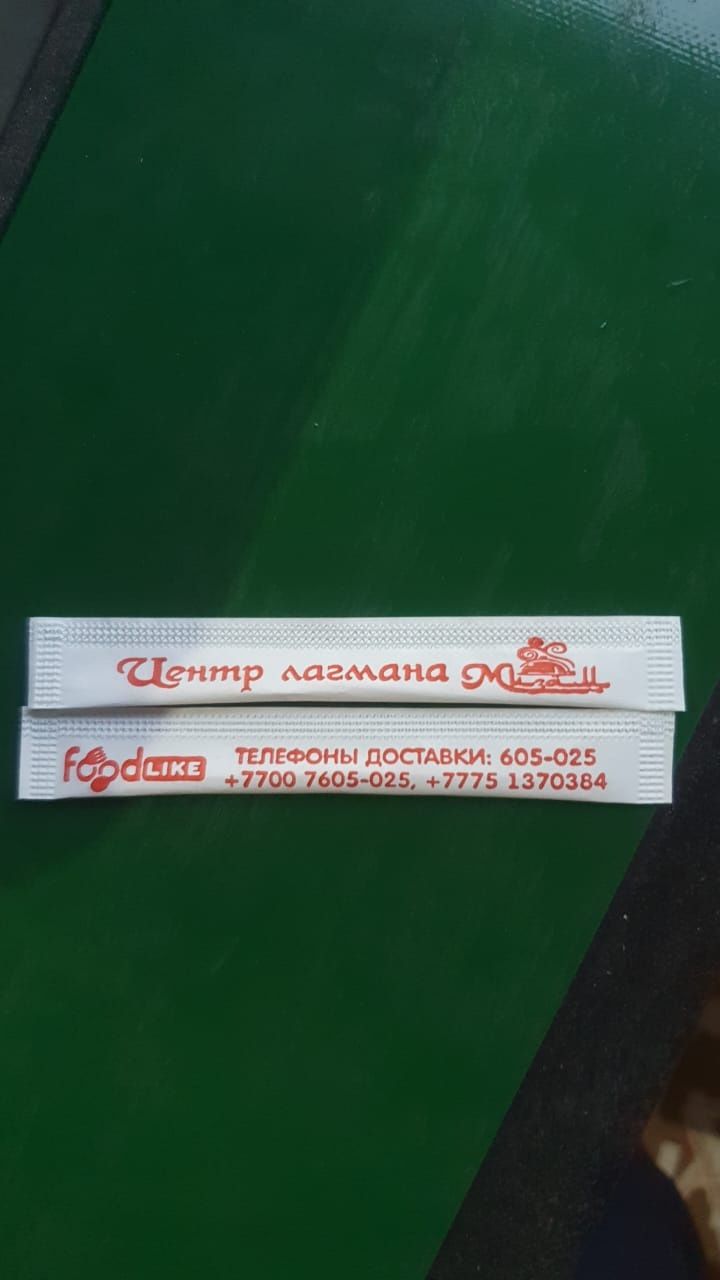 Центр лагмана
foodLIKE
ТЕЛЕФОНЫ ДОСТАВКИ: 605-025
+7700 7605-025, +7775 1370384